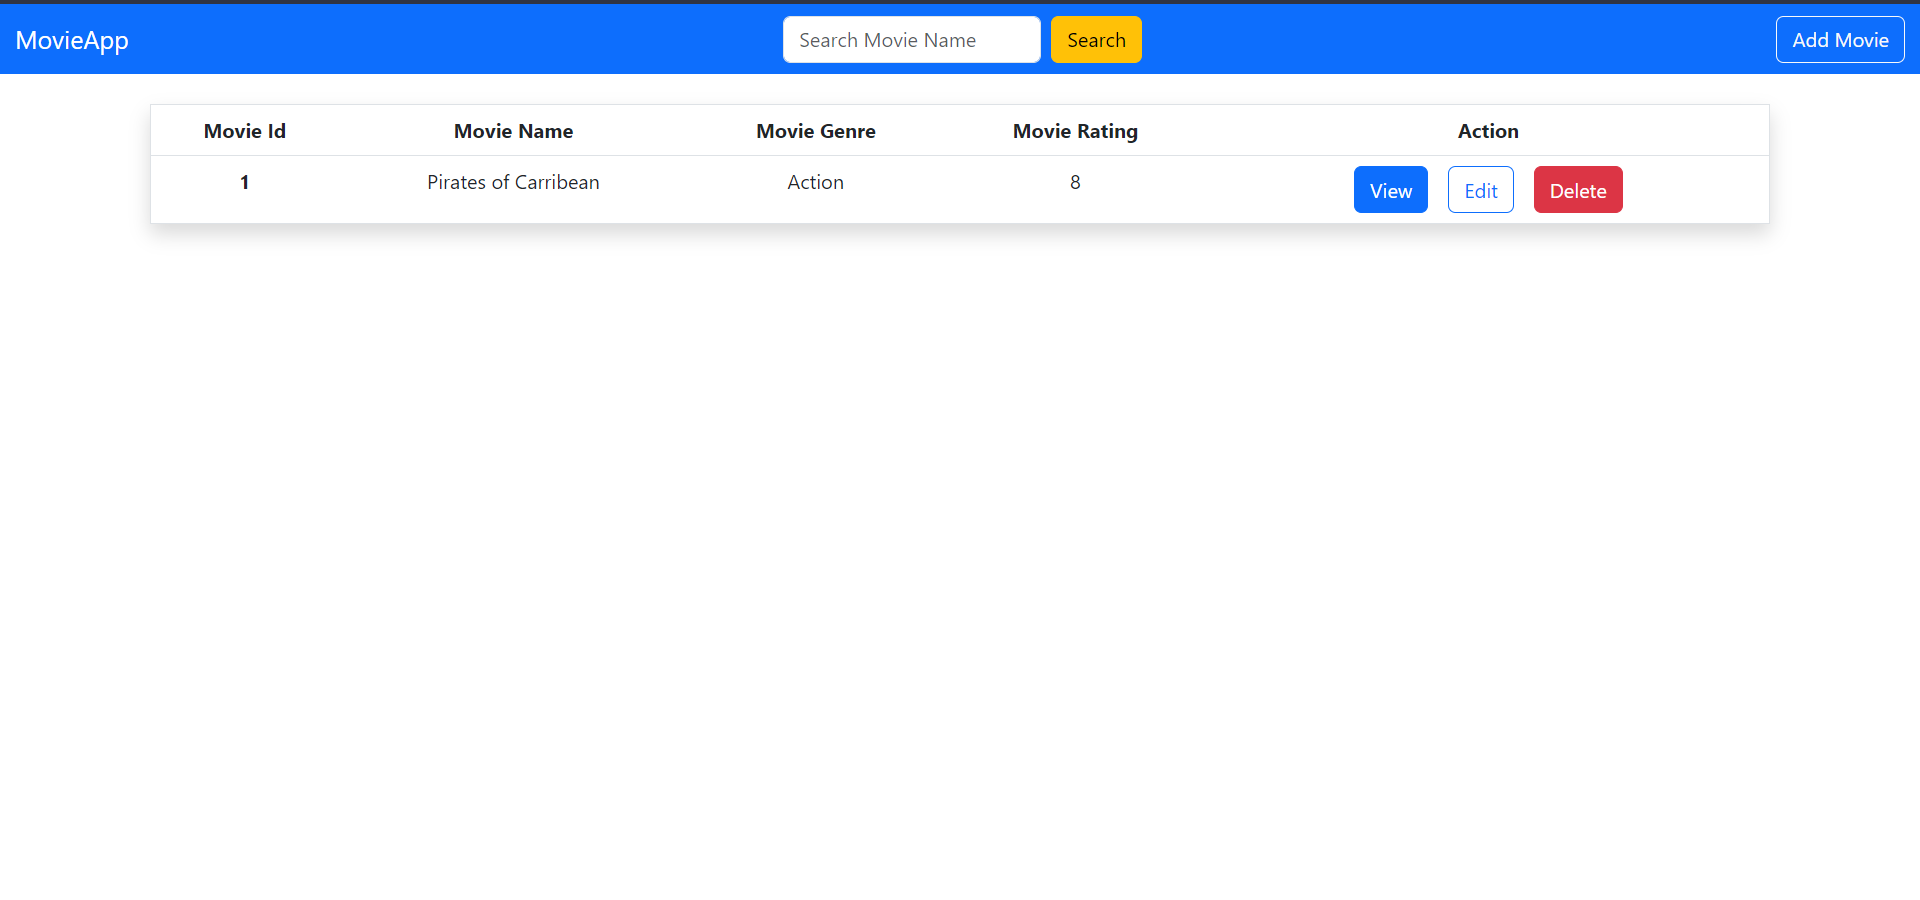 MovieApp Search Movie Name Search Add Movie
Movie Id Movie Name Movie Genre Movie Rating Action
1 Pirates of Carribean Action 8 View Edit Delete